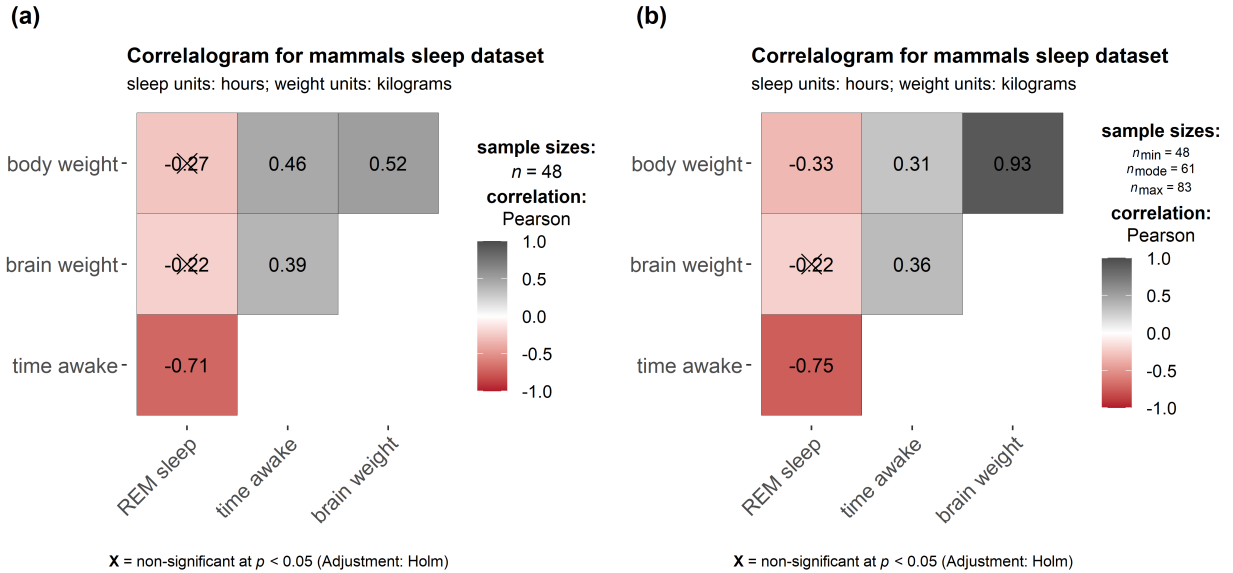 (a)
Correlalogram for mammals sleep dataset
sleep units: hours; weight units: kilograms
body weight
-0.27
0.46
0.52
brain weight
-0.22
0.39
time awake
-0.71
REM sleep
time awake
brain weight
sample sizes:
n = 48
correlation:
Pearson
1.0
0.5
0.0
-0.5
-1.0
X = non-significant at p < 0.05 (Adjustment: Holm)
(b)
Correlalogram for mammals sleep dataset
sleep units: hours; weight units: kilograms
body weight
-0.33
0.31
0.93
brain weight
-0.22
0.36
time awake
-0.75
REM sleep
time awake
brain weight
sample sizes:
nmin = 48
nmode = 61
nmax = 83
correlation:
Pearson
1.0
0.5
0.0
-0.5
-1.0
X = non-significant at p < 0.05 (Adjustment: Holm)